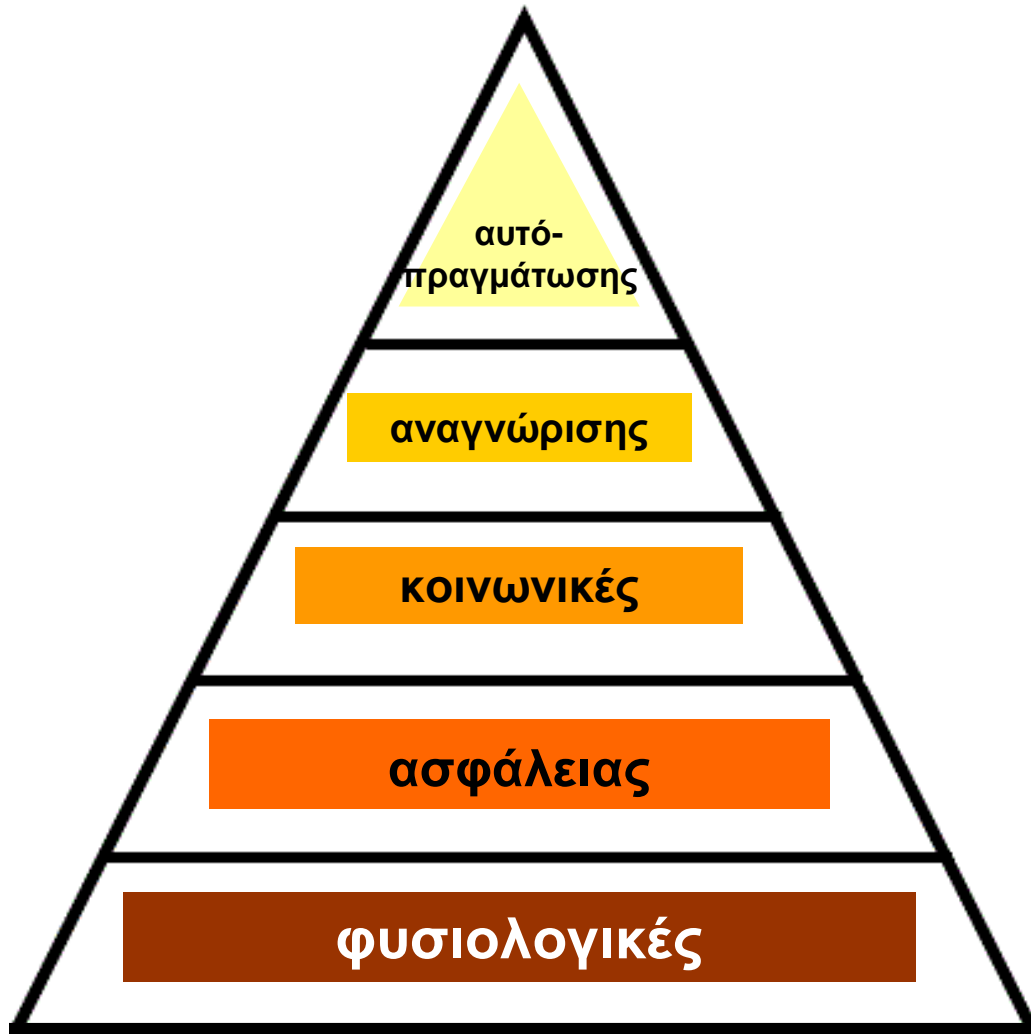 αυτό-
πραγμάτωσης
αναγνώρισης
κοινωνικές
ασφάλειας
φυσιολογικές